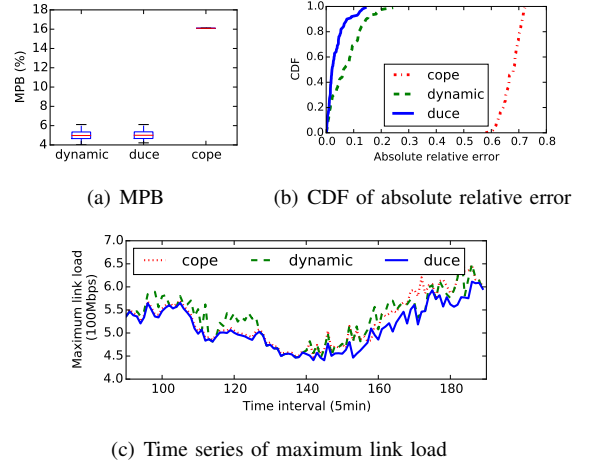 MPB (%)
18
16
14
12
10
8
6
4
dynamic duce cope
(a) MPB
CDF
1.0
0.8
0.6
0.4
0.2
0.0
cope
dynamic
duce
0.0 0.1 0.2 0.3 0.4 0.5 0.6 0.7 0.8
Absolute relative error
(b) CDF of absolute relative error
Maximum link load
(100Mbps)
7.0
6.5
6.0
5.5
5.0
4.5
4.0
cope dynamic duce
100 120 140 160 180
Time interval (5min)
(c) Time series of maximum link load